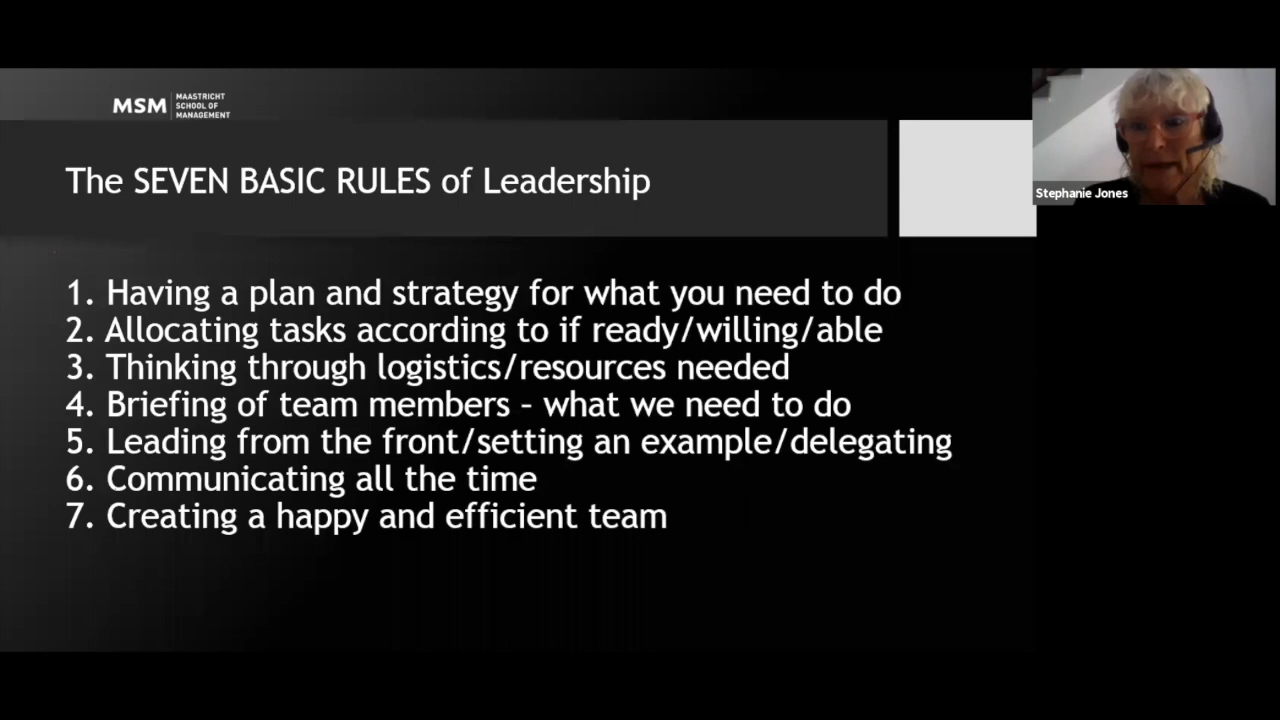 MSM
MAASTRICHT
SCHOOL OF
MANAGEMENT
The SEVEN BASIC RULES of Leadership
Stephanie Jones
1. Having a plan and strategy for what you need to do
2. Allocating tasks according to if ready/willing/able
3. Thinking through logistics/resources needed
4. Briefing of team members – what we need to do
5. Leading from the front/setting an example/delegating
6. Communicating all the time
7. Creating a happy and efficient team